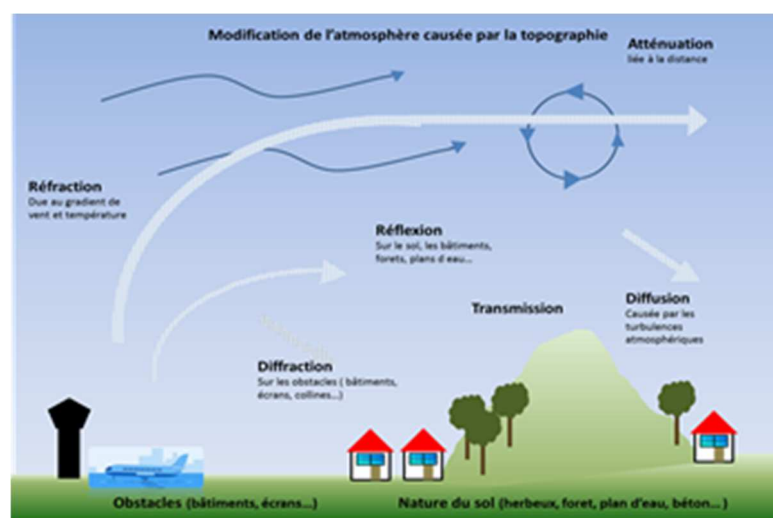 Modification de l'atmosphère causée par la topographie
Atténuation
liée à la distance
Réfraction
Due au gradient de
vent et température
Réflexion
Sur le sol, les bâtiments,
forets, plans d eau...
Transmission
Diffusion
Causée par les
turbulences
atmosphériques
Diffraction
Sur les obstacles ( bâtiments,
écrans, collines...)
Obstacles (bâtiments, écrans...)
Nature du sol (herbeux, foret, plan d'eau, béton... )